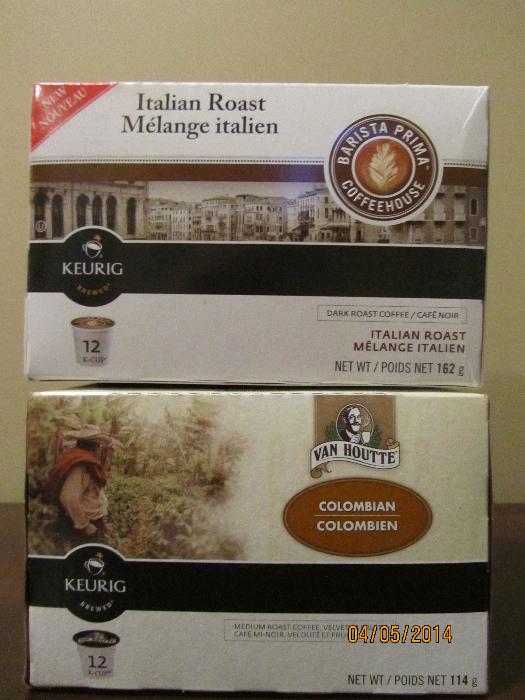 NEW
NOUVEAU
Italian Roast
Mélange italien
BARISTA PRIMA
COFFEEHOUSE
KEURIG
BREWED
12
K-CUP
DARK ROAST COFFEE / CAFÉ NOIR
ITALIAN ROAST
MÉLANGE ITALIEN
NET WT / POIDS NET 162 g
VAN HOUTTE
COLOMBIAN
COLOMBIEN
KEURIG
BREWED
12
K-CUP
MEDIUM ROAST COFFEE,
CAFÉ MI-NOIR, VELOUTÉ ET
04/05/2014
NET WT / POIDS NET 114 g